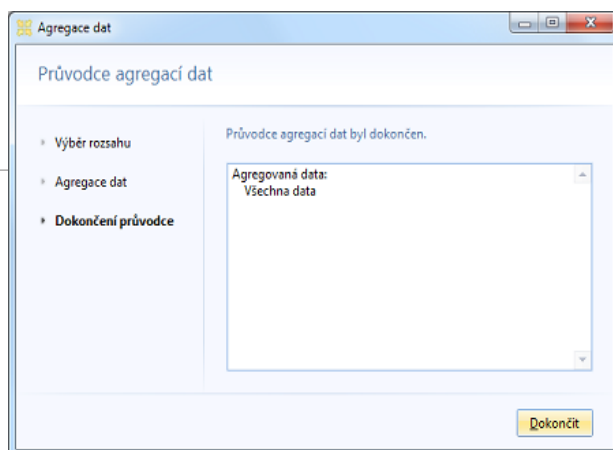 Agregace dat
Průvodce agregací dat
Výběr rozsahu
Agregace dat
Dokončení průvodce
Průvodce agregací dat byl dokončen.
Agregovaná data:
Všechna data
Dokončit